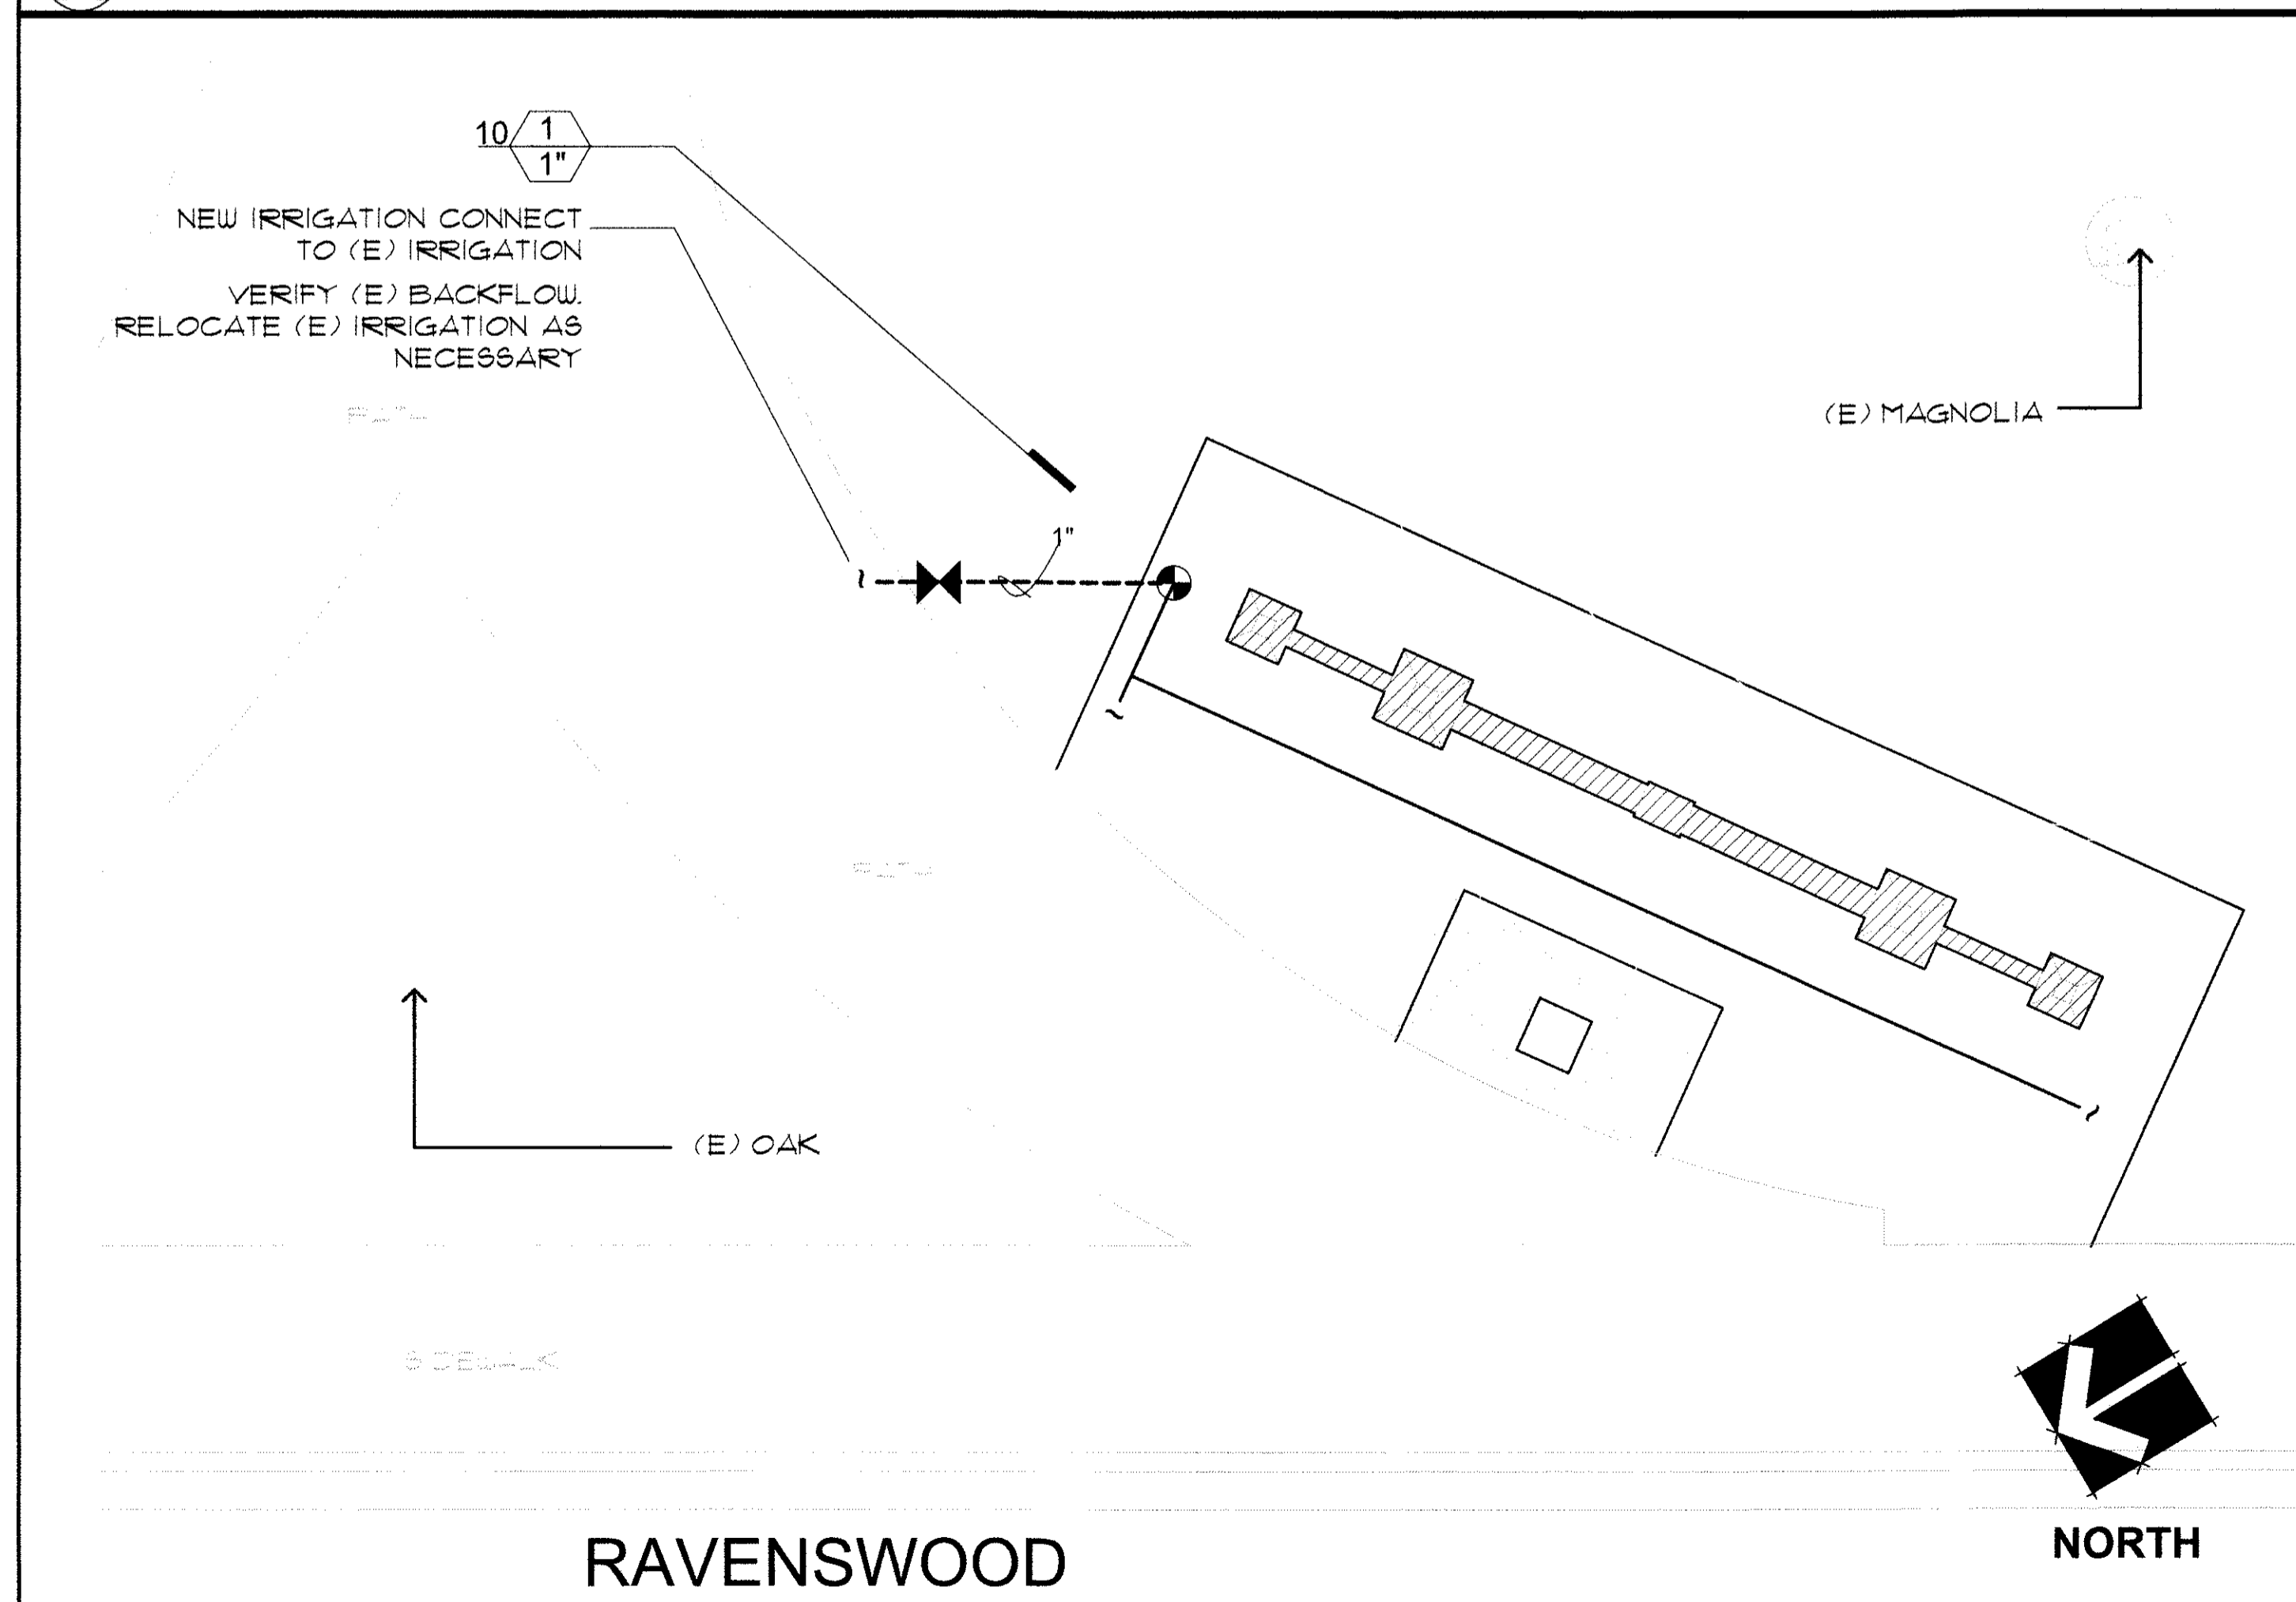 10 1
1"
NEW IRRIGATION CONNECT
TO (E) IRRIGATION
VERIFY (E) BACKFLOW.
RELOCATE (E) IRRIGATION AS
NECESSARY
(E) MAGNOLIA
1"
(E) OAK
SIDEWALK
RAVENSWOOD
NORTH